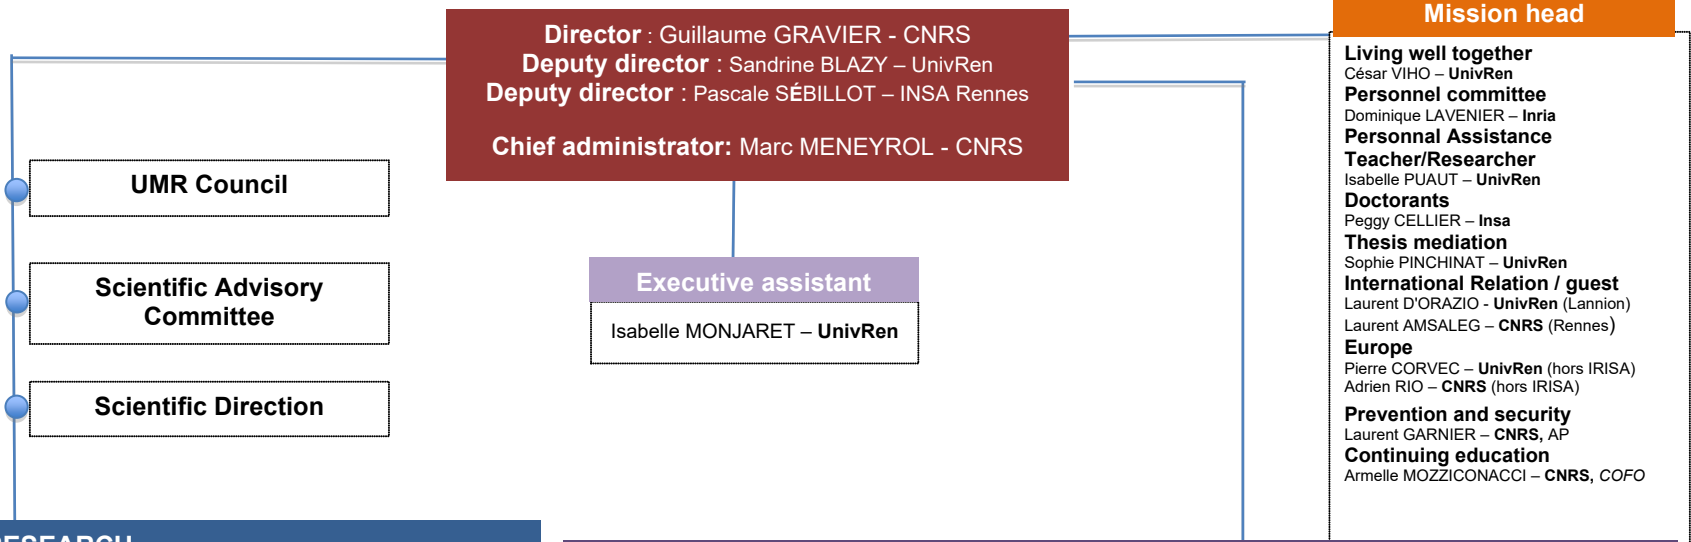 Director : Guillaume GRAVIER - CNRS
Deputy director : Sandrine BLAZY – UnivRen
Deputy director : Pascale SÉBILLOT – INSA Rennes
Chief administrator: Marc MENEYROL - CNRS
UMR Council
Scientific Advisory
Committee
Scientific Direction
Executive assistant
Isabelle MONJARET – UnivRen
Mission head
Living well together
César VIHO – UnivRen
Personnel committee
Dominique LAVENIER – Inria
Personnal Assistance
Teacher/Researcher
Isabelle PUAUT – UnivRen
Doctorants
Peggy CELLIER – Insa
Thesis mediation
Sophie PINCHINAT – UnivRen
International Relation / guest
Laurent D'ORAZIO - UnivRen (Lannion)
Laurent AMSALEG – CNRS (Rennes)
Europe
Pierre CORVEC – UnivRen (hors IRISA)
Adrien RIO – CNRS (hors IRISA)
Prevention and security
Laurent GARNIER – CNRS, AP
Continuing education
Armelle MOZZICONACCI – CNRS, COFO